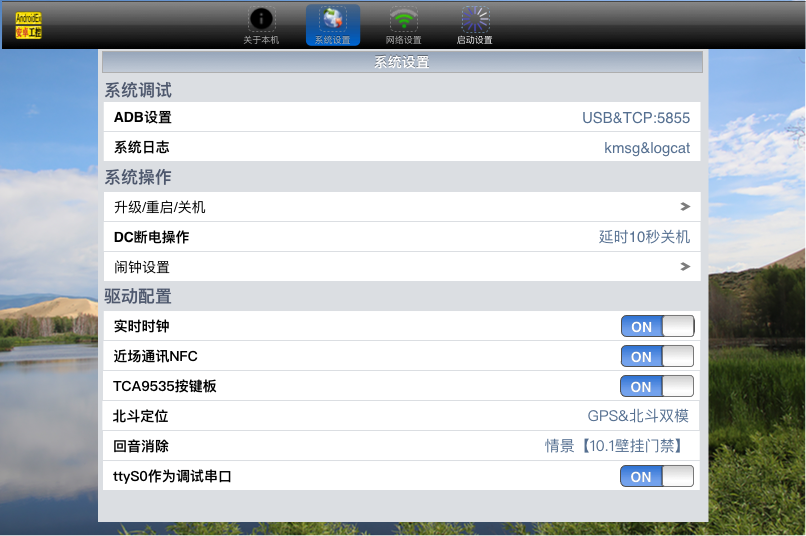 AndroidEn
安卓工控
关于本机
系统设置
网络设置
启动设置
系统设置
系统调试
ADB设置 USB&TCP:5855
系统日志 kmsg&logcat
系统操作
升级/重启/关机 >
DC断电操作 延时10秒关机
闹钟设置 >
驱动配置
实时时钟 ON
近场通讯NFC ON
TCA9535按键板 ON
北斗定位 GPS&北斗双模
回音消除 情景【10.1壁挂门禁】
ttyS0作为调试串口 ON